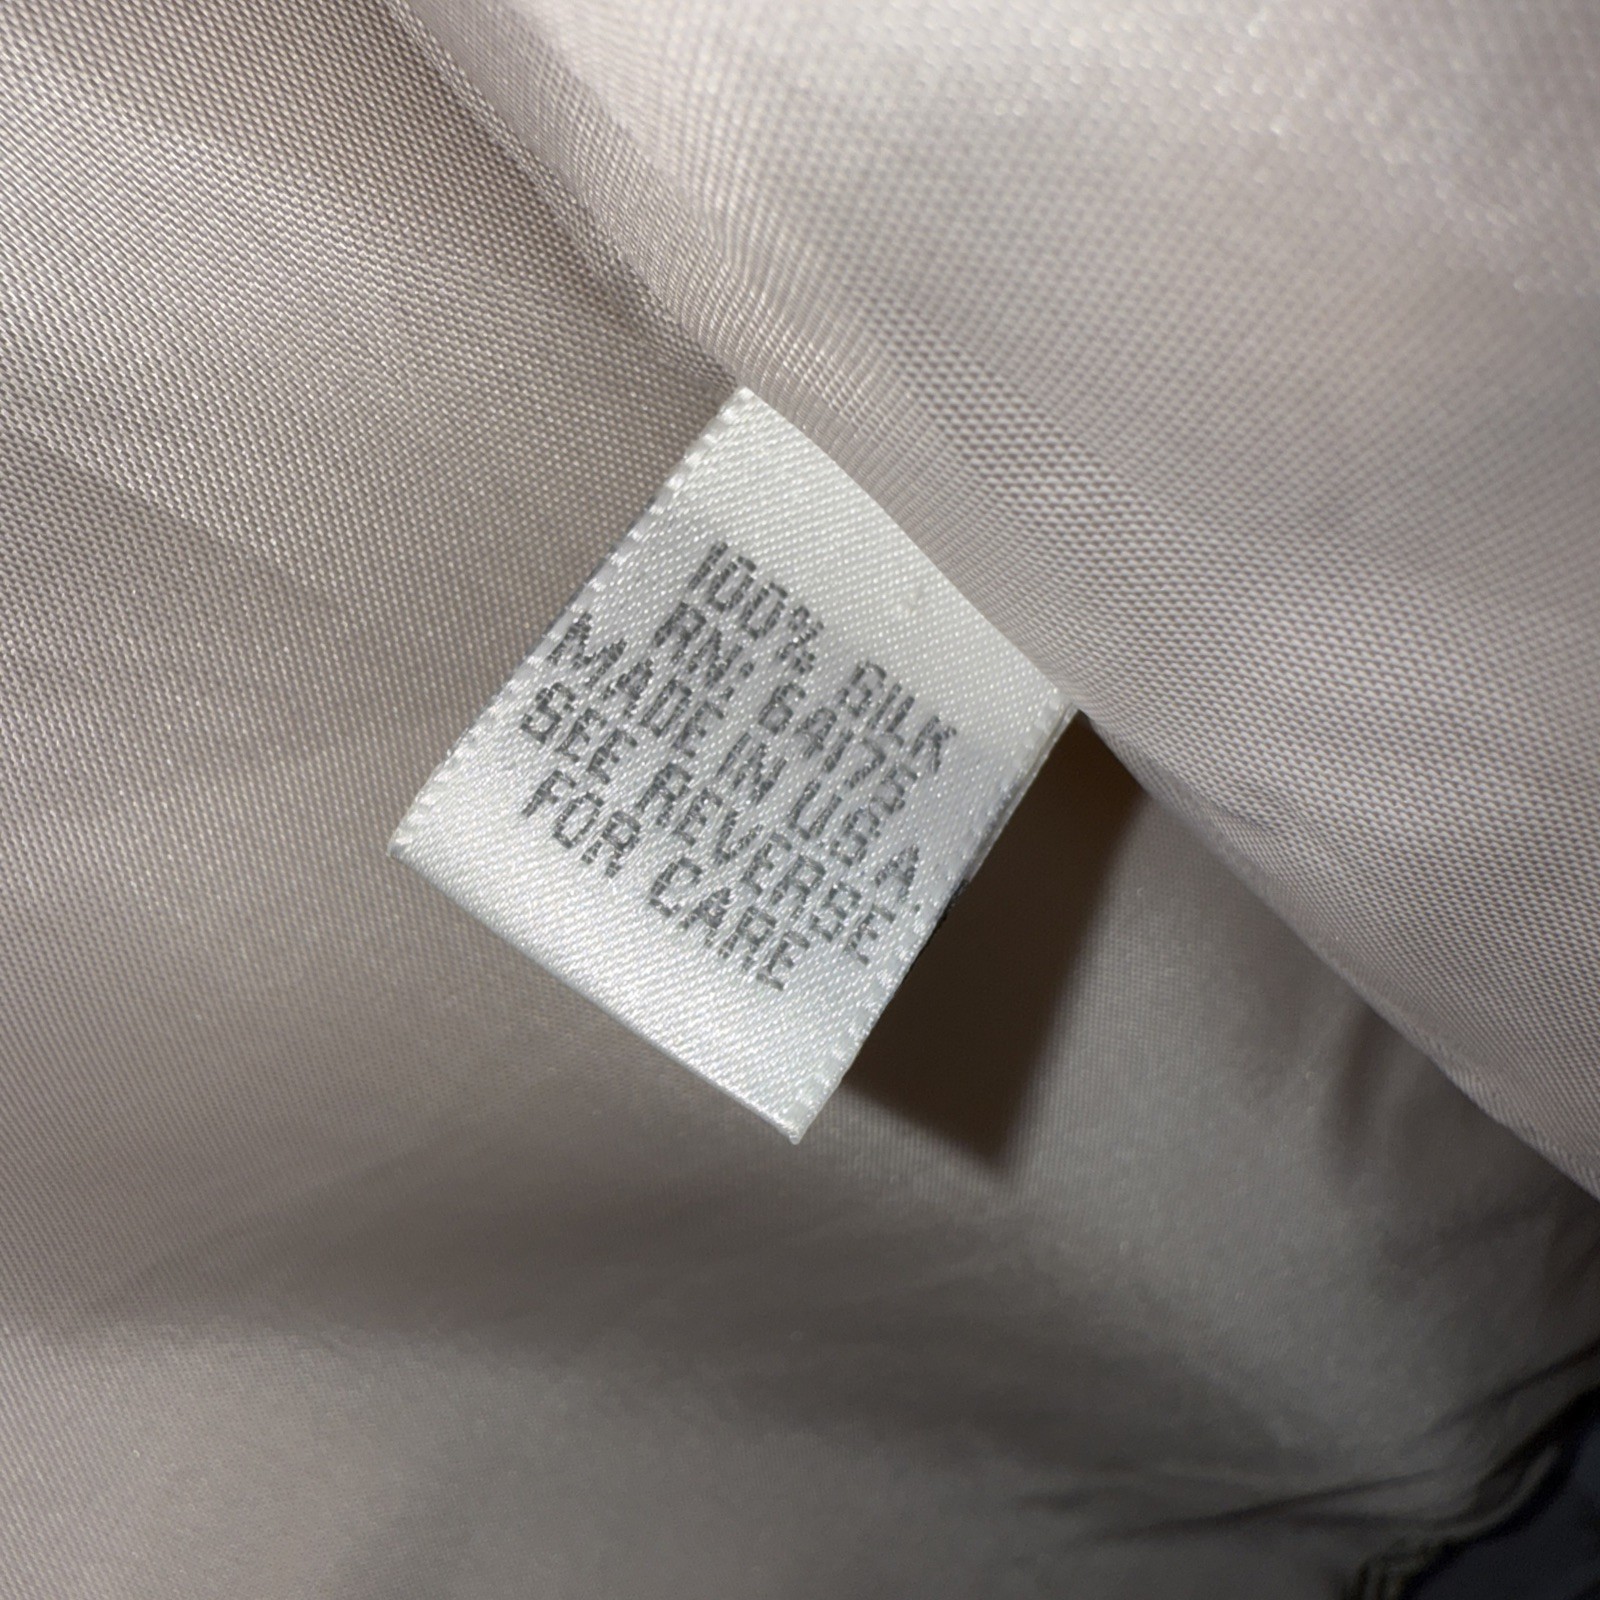 100% SILK
RN: 64175
MADE IN U.S.A.
SEE REVERSE
FOR CARE